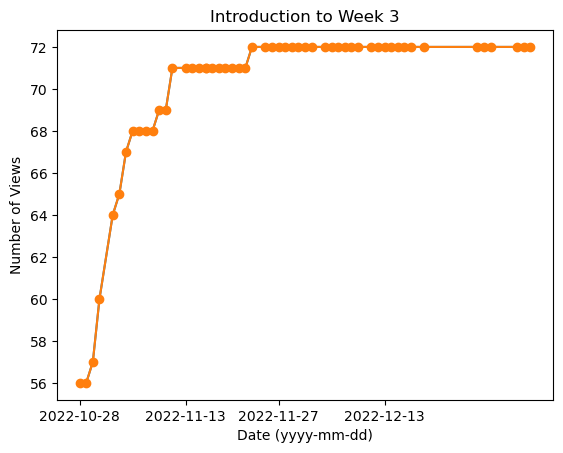 Introduction to Week 3
72
70
68
66
64
62
60
58
56
Number of Views
2022-10-28 2022-11-13 2022-11-27 2022-12-13
Date (yyyy-mm-dd)